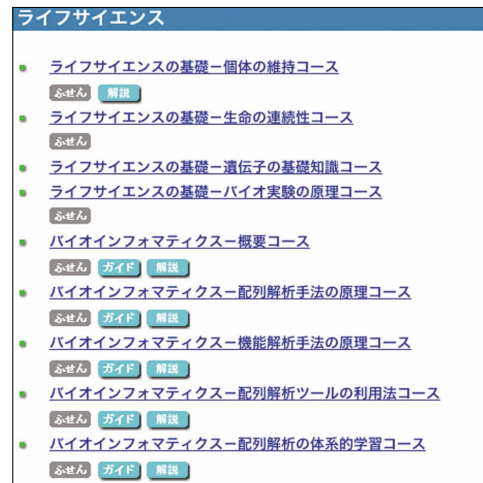 ライフサイエンス
ライフサイエンスの基礎－個体の維持コース
ふせん 解説
ライフサイエンスの基礎－生命の連続性コース
ふせん
ライフサイエンスの基礎－遺伝子の基礎知識コース
ライフサイエンスの基礎－バイオ実験の原理コース
ふせん
バイオインフォマティクス－概要コース
ふせん ガイド 解説
バイオインフォマティクス－配列解析手法の原理コース
ふせん ガイド 解説
バイオインフォマティクス－機能解析手法の原理コース
ふせん ガイド 解説
バイオインフォマティクス－配列解析ツールの利用法コース
ふせん ガイド 解説
バイオインフォマティクス－配列解析の体系的学習コース
ふせん ガイド 解説